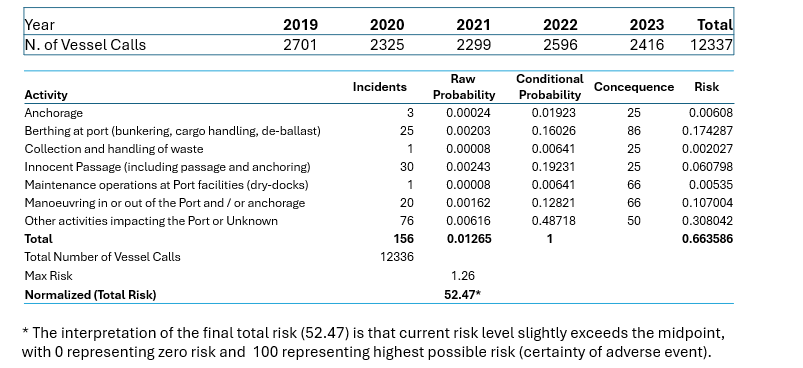 Year 2019 2020 2021 2022 2023 Total
N. of Vessel Calls 2701 2325 2299 2596 2416 12337
Activity Incidents Raw Probability Conditional Probability Concequence Risk
Anchorage 3 0.00024 0.01923 25 0.00608
Berthing at port (bunkering, cargo handling, de-ballast) 25 0.00203 0.16026 86 0.174287
Collection and handling of waste 1 0.00008 0.00641 25 0.002027
Innocent Passage (including passage and anchoring) 30 0.00243 0.19231 25 0.060798
Maintenance operations at Port facilities (dry-docks) 1 0.00008 0.00641 66 0.00535
Manoeuvring in or out of the Port and / or anchorage 20 0.00162 0.12821 66 0.107004
Other activities impacting the Port or Unknown 76 0.00616 0.48718 50 0.308042
Total 156 0.01265 1 0.663586
Total Number of Vessel Calls 12336
Max Risk 1.26
Normalized (Total Risk) 52.47*
* The interpretation of the final total risk (52.47) is that current risk level slightly exceeds the midpoint,
with 0 representing zero risk and 100 representing highest possible risk (certainty of adverse event).